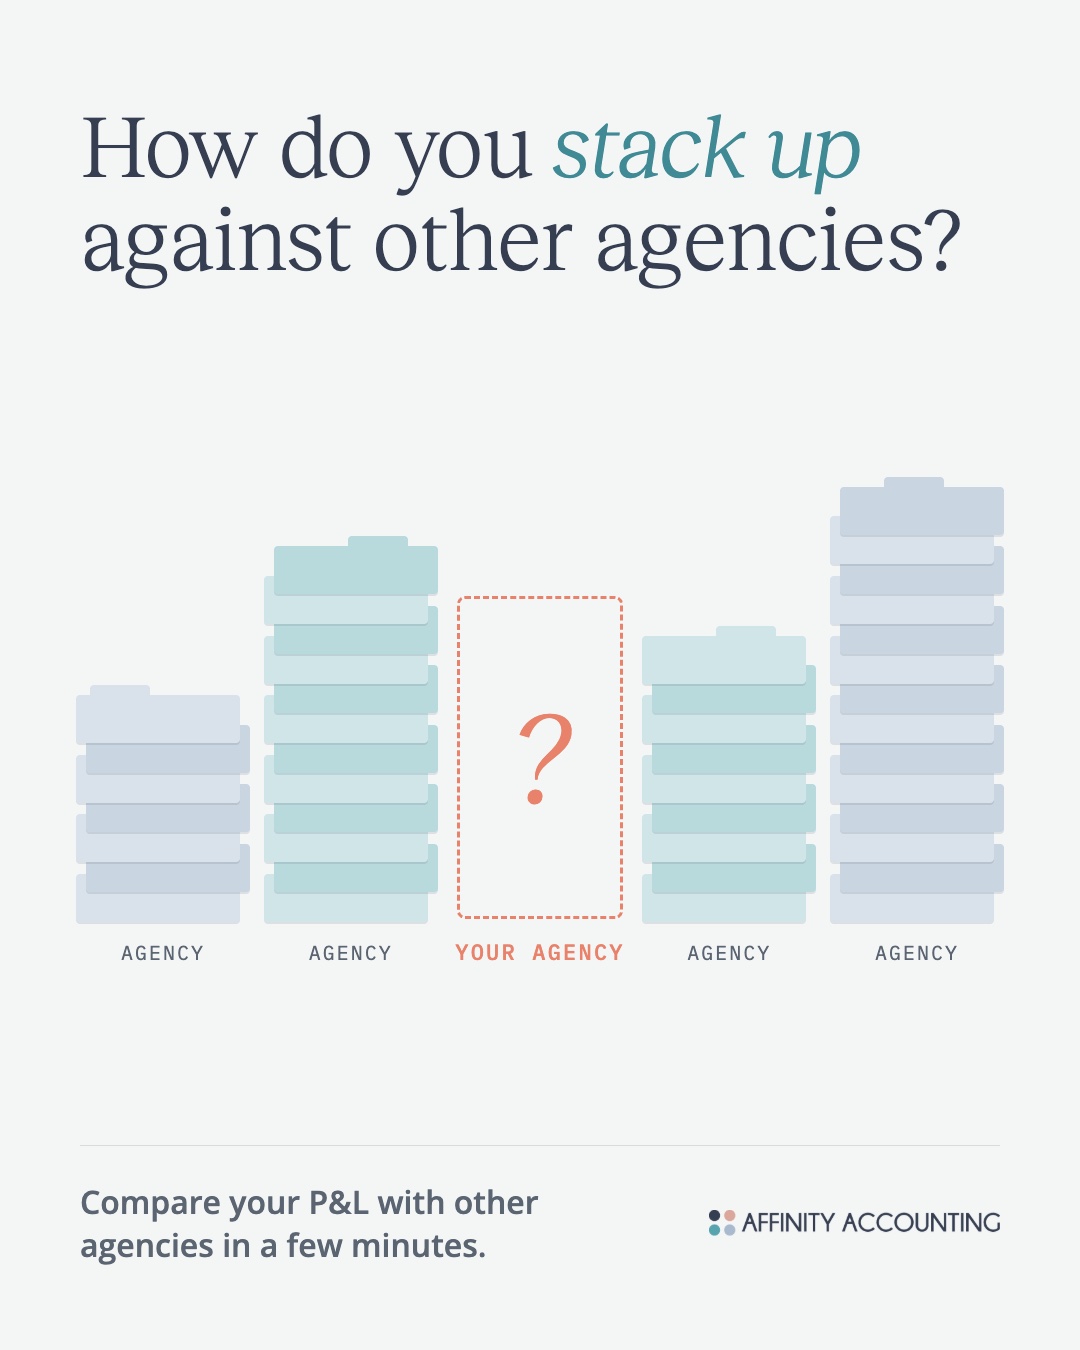 How do you stack up
against other agencies?
?
AGENCY
AGENCY
YOUR AGENCY
AGENCY
AGENCY
Compare your P&L with other
agencies in a few minutes.
AFFINITY ACCOUNTING